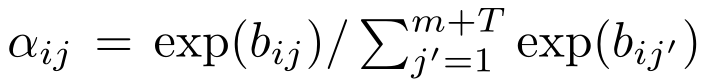 α_{ij} = exp(b_{ij})/ ∑_{j′=1}^{m+T} exp(b_{ij′})